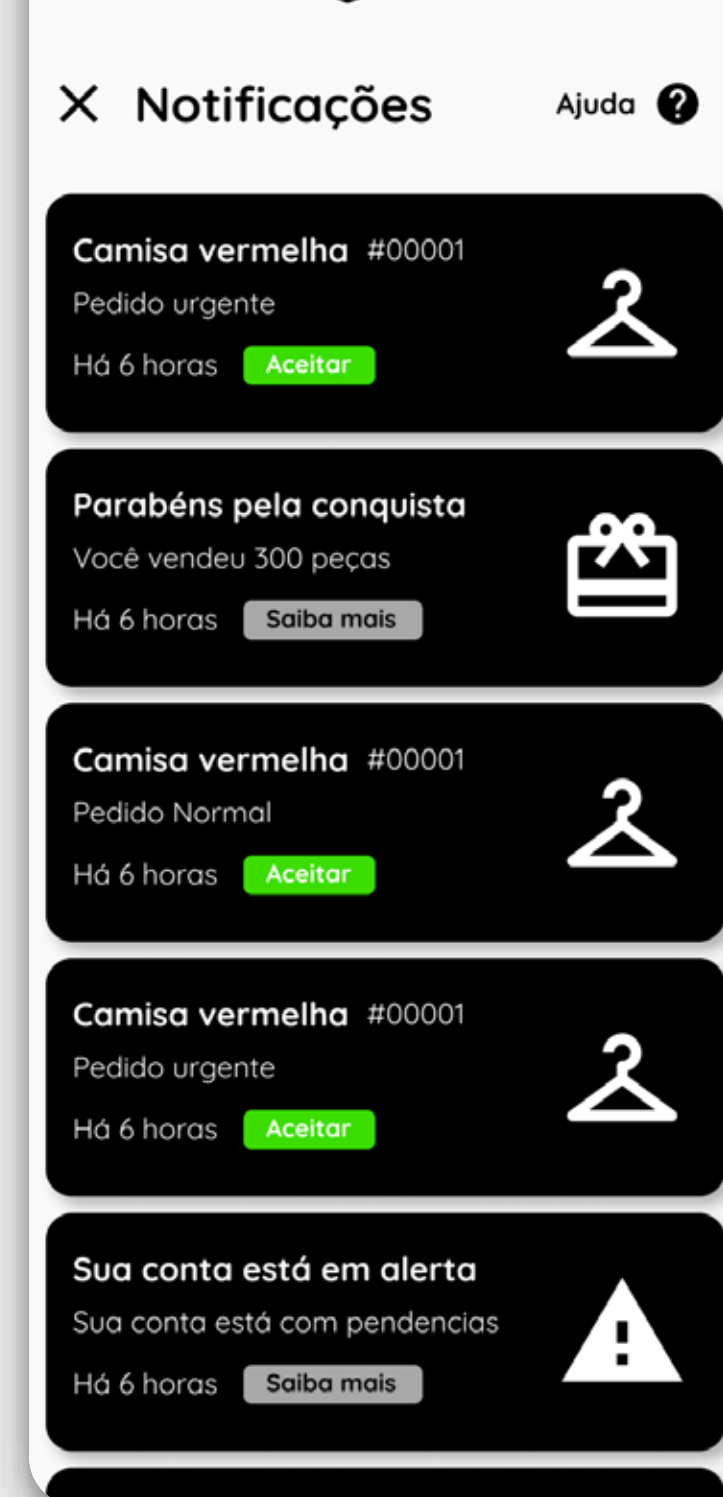 Notificações Ajuda ?
Camisa vermelha #00001
Pedido urgente
Há 6 horas Aceitar
Parabéns pela conquista
Você vendeu 300 peças
Há 6 horas Saiba mais
Camisa vermelha #00001
Pedido Normal
Há 6 horas Aceitar
Camisa vermelha #00001
Pedido urgente
Há 6 horas Aceitar
Sua conta está em alerta
Sua conta está com pendencias
Há 6 horas Saiba mais